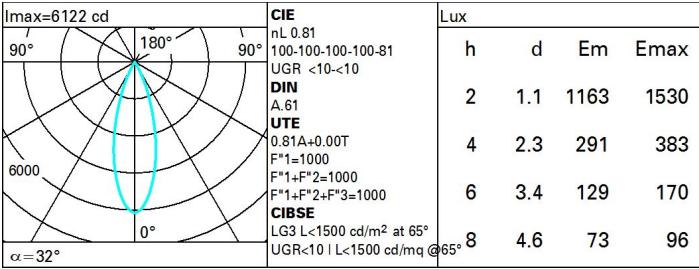 Imax=6122 cd
90°
180°
90°
6000
0°
α=32°
CIE
nL 0.81
100-100-100-100-81
UGR <10-<10
DIN
A.61
UTE
0.81A+0.00T
F"1=1000
F"1+F"2=1000
F"1+F"2+F"3=1000
CIBSE
LG3 L<1500 cd/m² at 65°
UGR<10 | L<1500 cd/mq @65°
Lux
h d Em Emax
2 1.1 1163 1530
4 2.3 291 383
6 3.4 129 170
8 4.6 73 96